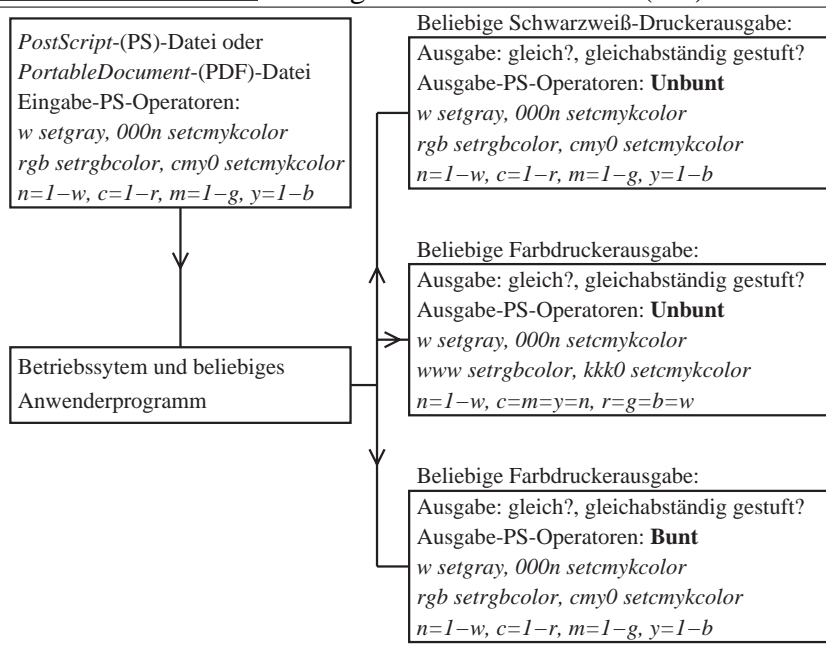 PostScript-(PS)-Datei oder
PortableDocument-(PDF)-Datei
Eingabe-PS-Operatoren:
w setgray, 000n setcmykcolor
rgb setrgbcolor, cmy0 setcmykcolor
n=1−w, c=1−r, m=1−g, y=1−b
Betriebssytem und beliebiges
Anwenderprogramm
Beliebige Schwarzweiß-Druckerausgabe:
Ausgabe: gleich?, gleichabständig gestuft?
Ausgabe-PS-Operatoren: Unbunt
w setgray, 000n setcmykcolor
rgb setrgbcolor, cmy0 setcmykcolor
n=1−w, c=1−r, m=1−g, y=1−b
Beliebige Farbdruckerausgabe:
Ausgabe: gleich?, gleichabständig gestuft?
Ausgabe-PS-Operatoren: Unbunt
w setgray, 000n setcmykcolor
www setrgbcolor, kkk0 setcmykcolor
n=1−w, c=m=y=n, r=g=b=w
Beliebige Farbdruckerausgabe:
Ausgabe: gleich?, gleichabständig gestuft?
Ausgabe-PS-Operatoren: Bunt
w setgray, 000n setcmykcolor
rgb setrgbcolor, cmy0 setcmykcolor
n=1−w, c=1−r, m=1−g, y=1−b